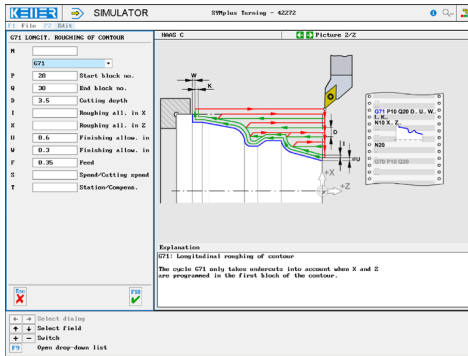 KELLER SIMULATOR SYMplus Turning - 42272
F1 File F2 Edit
G71 LONGIT. ROUGHING OF CONTOUR
HAAS C Picture 2/2
N
G71
P 20 Start block no.
Q 30 End block no.
D 3.5 Cutting depth
I Roughing all. in X
K Roughing all. in Z
U 0.6 Finishing allow. in
W 0.3 Finishing allow. in
F 0.35 Feed
S Speed/Cutting speed
T Station/Compens.
W
K
D
I
øU
+X
+Z
G71 P10 Q20 D.. U.. W..
I.. K..
N10 X.. Z..
N20
G70 P10 Q20
Explanation
G71: Longitudinal roughing of contour
The cycle G71 only takes undercuts into account when X and Z
are programmed in the first block of the contour.
Esc F10
← → Select dialog
↑ ↓ Select field
+ - Switch
F9 Open drop-down list